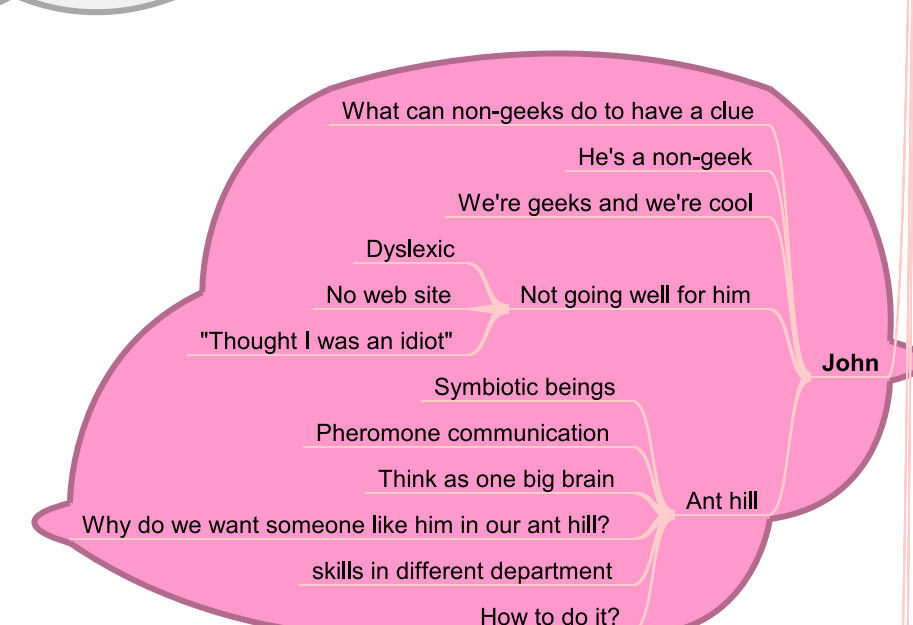 What can non-geeks do to have a clue
He's a non-geek
We're geeks and we're cool
Dyslexic
No web site
Not going well for him
"Thought I was an idiot"
John
Symbiotic beings
Pheromone communication
Think as one big brain
Ant hill
Why do we want someone like him in our ant hill?
skills in different department
How to do it?